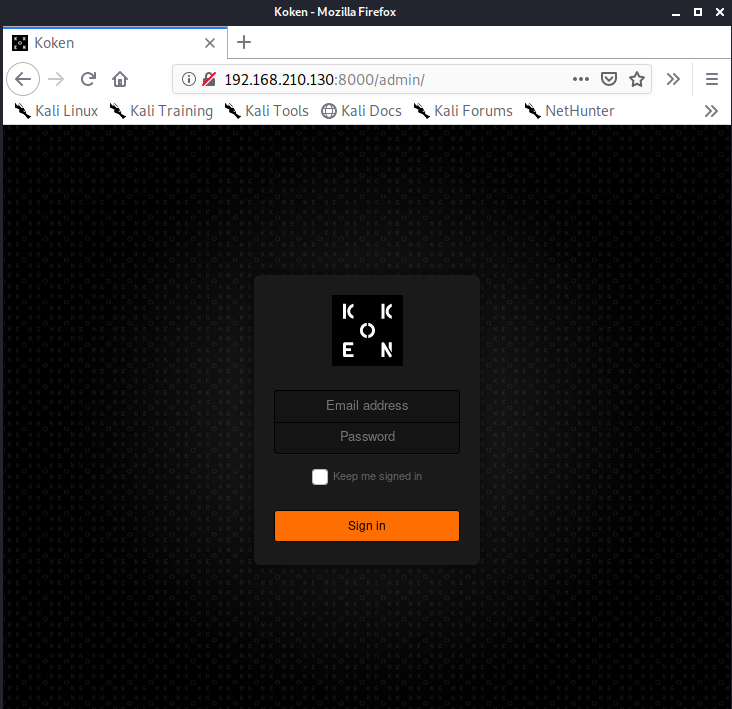 Koken - Mozilla Firefox
Koken
192.168.210.130:8000/admin/
Kali Linux Kali Training Kali Tools Kali Docs Kali Forums NetHunter
K K
O
E N
Email address
Password
Keep me signed in
Sign in